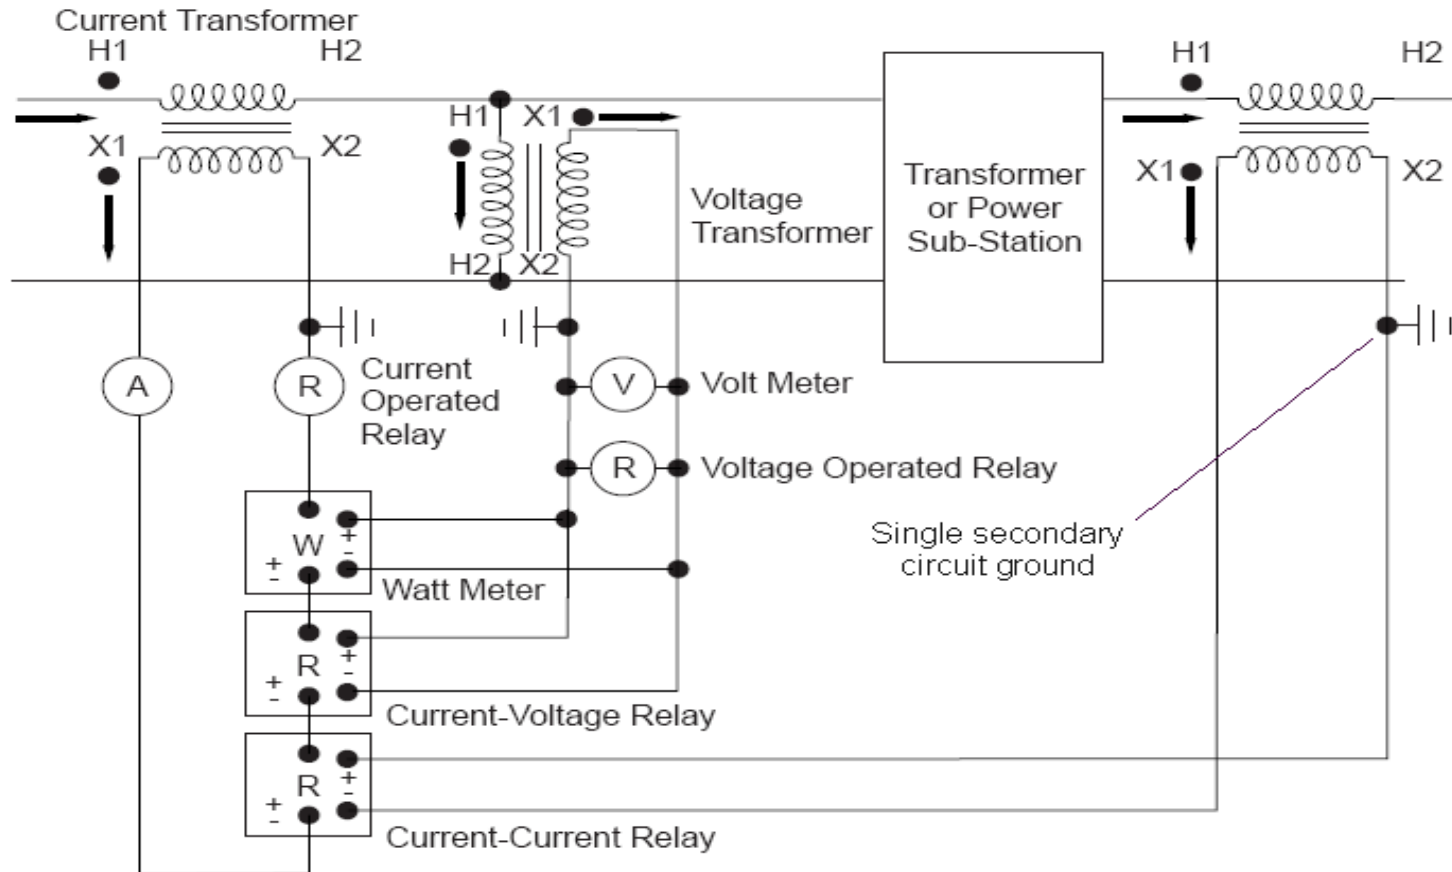 Current Transformer
H1 H2
X1 X2
H1 X1
H2 X2
Voltage
Transformer
Transformer
or Power
Sub-Station
H1 H2
X1 X2
A
R
Current
Operated
Relay
V
Volt Meter
R
Voltage Operated Relay
Single secondary
circuit ground
W
+
-
+
-
Watt Meter
R
+
-
+
-
Current-Voltage Relay
R
+
-
+
-
Current-Current Relay